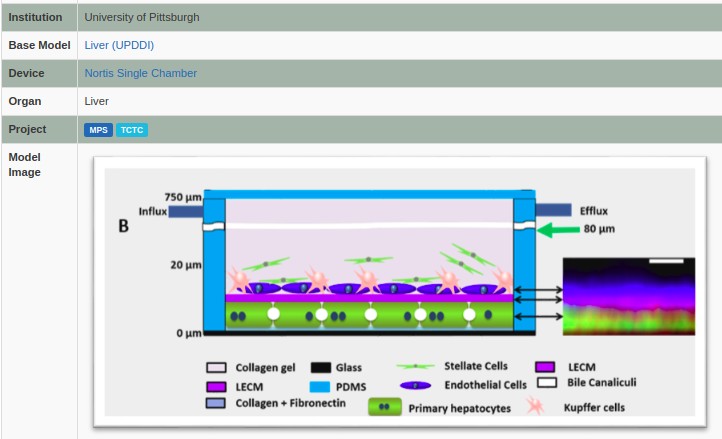 Institution University of Pittsburgh
Base Model Liver (UPDDI)
Device Nortis Single Chamber
Organ Liver
Project MPS TCTC
Model
Image
750 µm
Influx
Efflux
B
80 µm
20 µm
0 µm
Collagen gel Glass Stellate Cells LECM
LECM PDMS Endothelial Cells Bile Canaliculi
Collagen + Fibronectin Primary hepatocytes Kupffer cells